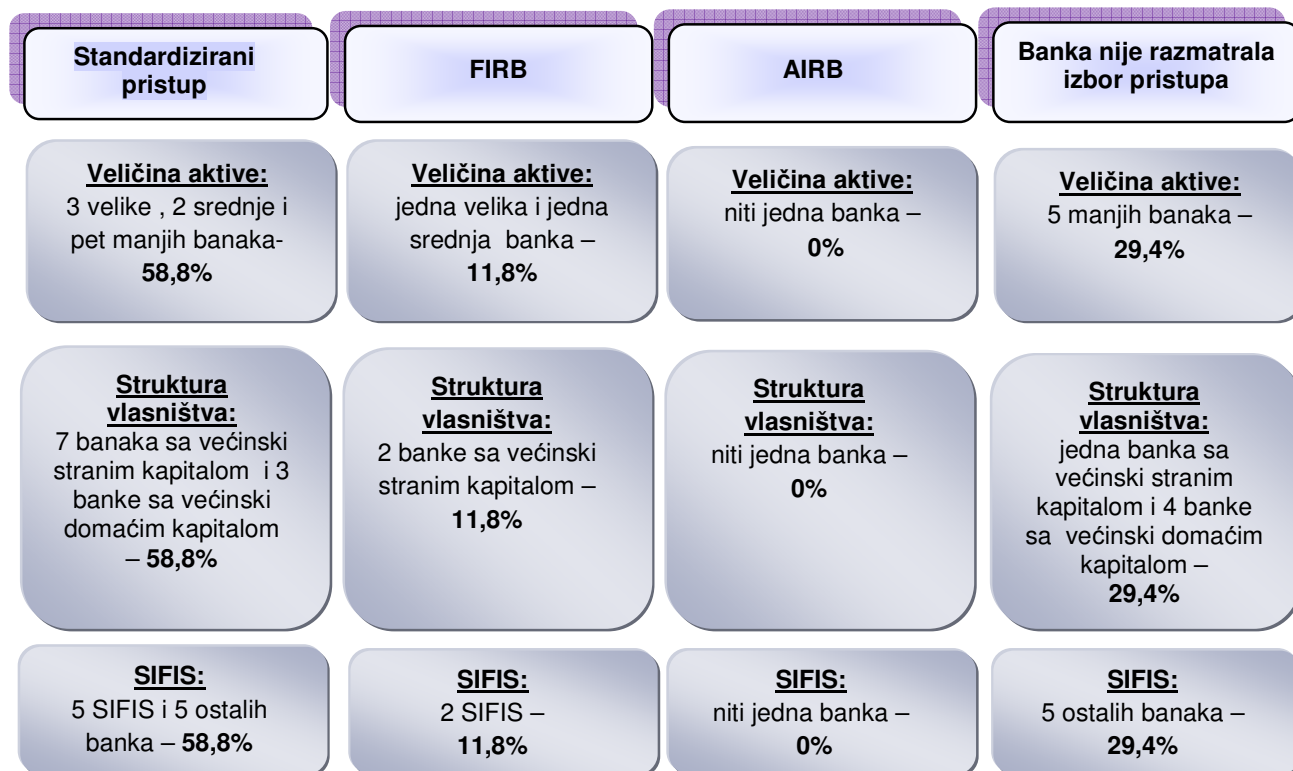 Standardizirani
pristup
FIRB
AIRB
Banka nije razmatrala
izbor pristupa
Veličina aktive:
3 velike , 2 srednje i
pet manjih banaka-
58,8%
Veličina aktive:
jedna velika i jedna
srednja banka –
11,8%
Veličina aktive:
niti jedna banka –
0%
Veličina aktive:
5 manjih banaka –
29,4%
Struktura
vlasništva:
7 banaka sa većinski
stranim kapitalom i 3
banke sa većinski
domaćim kapitalom
– 58,8%
Struktura
vlasništva:
2 banke sa većinski
stranim kapitalom –
11,8%
Struktura
vlasništva:
niti jedna banka –
0%
Struktura
vlasništva:
jedna banka sa
većinski stranim
kapitalom i 4 banke
sa većinski domaćim
kapitalom –
29,4%
SIFIS:
5 SIFIS i 5 ostalih
banka – 58,8%
SIFIS:
2 SIFIS –
11,8%
SIFIS:
niti jedna banka –
0%
SIFIS:
5 ostalih banaka –
29,4%